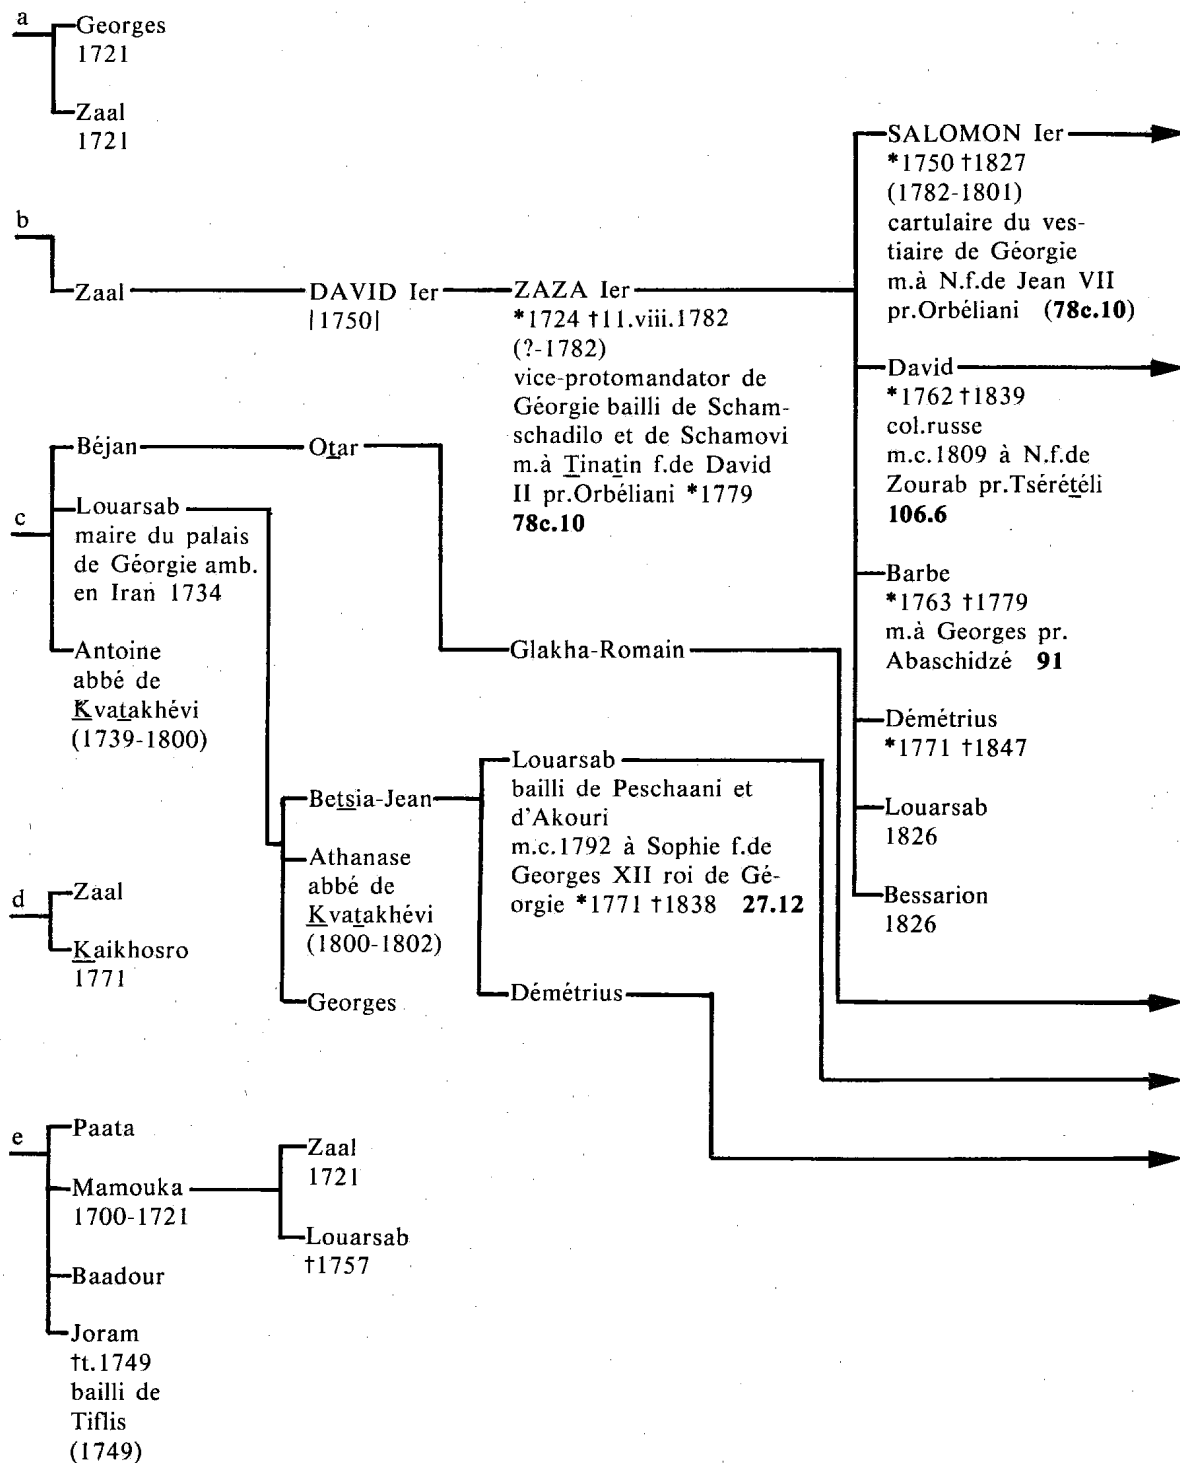 a
Georges
1721
Zaal
1721
b
Zaal
DAVID Ier
|1750|
ZAZA Ier
*1724 †11.viii.1782
(?-1782)
vice-protomandator de
Géorgie bailli de Scham-
schadilo et de Schamovi
m.à Tinatin f.de David
II pr.Orbéliani *1779
78c.10
SALOMON Ier
*1750 †1827
(1782-1801)
cartulaire du ves-
tiaire de Géorgie
m.à N.f.de Jean VII
pr.Orbéliani (78c.10)
David
*1762 †1839
col.russe
m.c.1809 à N.f.de
Zourab pr.Tsérétéli
106.6
Barbe
*1763 †1779
m.à Georges pr.
Abaschidzé 91
Démétrius
*1771 †1847
Louarsab
1826
Bessarion
1826
c
Béjan
Otar
Glakha-Romain
Louarsab
maire du palais
de Géorgie amb.
en Iran 1734
Antoine
abbé de
Kvatakhévi
(1739-1800)
Betsia-Jean
Athanase
abbé de
Kvatakhévi
(1800-1802)
Georges
Louarsab
bailli de Peschaani et
d'Akouri
m.c.1792 à Sophie f.de
Georges XII roi de Gé-
orgie *1771 †1838 27.12
Démétrius
d
Zaal
Kaikhosro
1771
e
Paata
Mamouka
1700-1721
Zaal
1721
Louarsab
†1757
Baadour
Joram
†t.1749
bailli de
Tiflis
(1749)